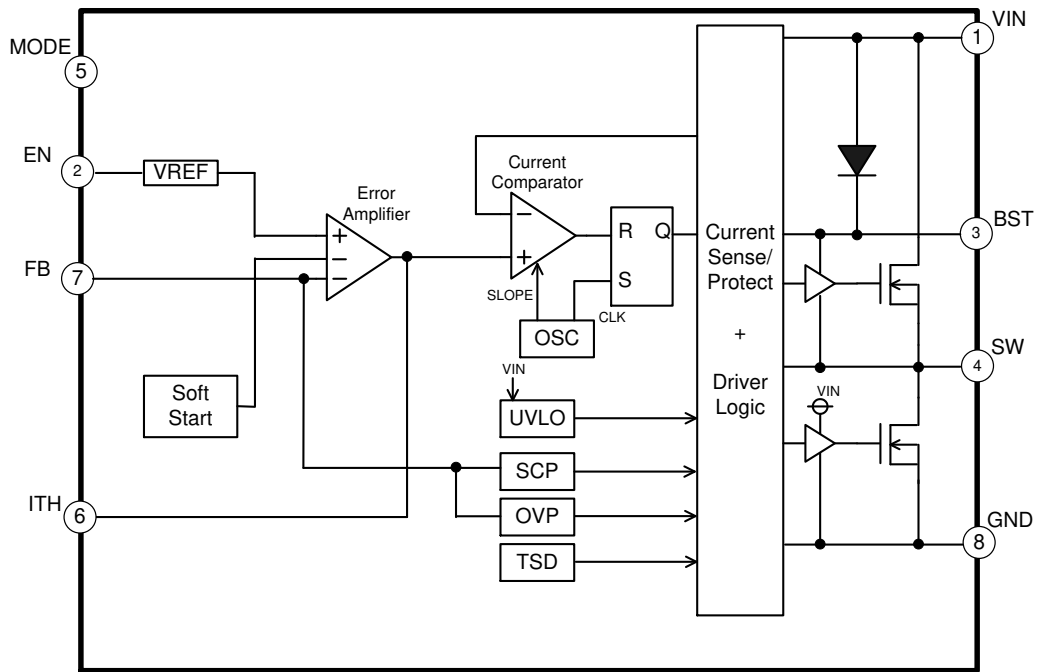 VIN
1
MODE
5
EN
2
VREF
Error
Amplifier
Current
Comparator
BST
3
FB
7
SLOPE
R
Q
S
CLK
OSC
Current
Sense/
Protect
+
Driver
Logic
SW
4
Soft
Start
VIN
UVLO
VIN
SCP
ITH
6
OVP
GND
8
TSD
+
−
−
−
+